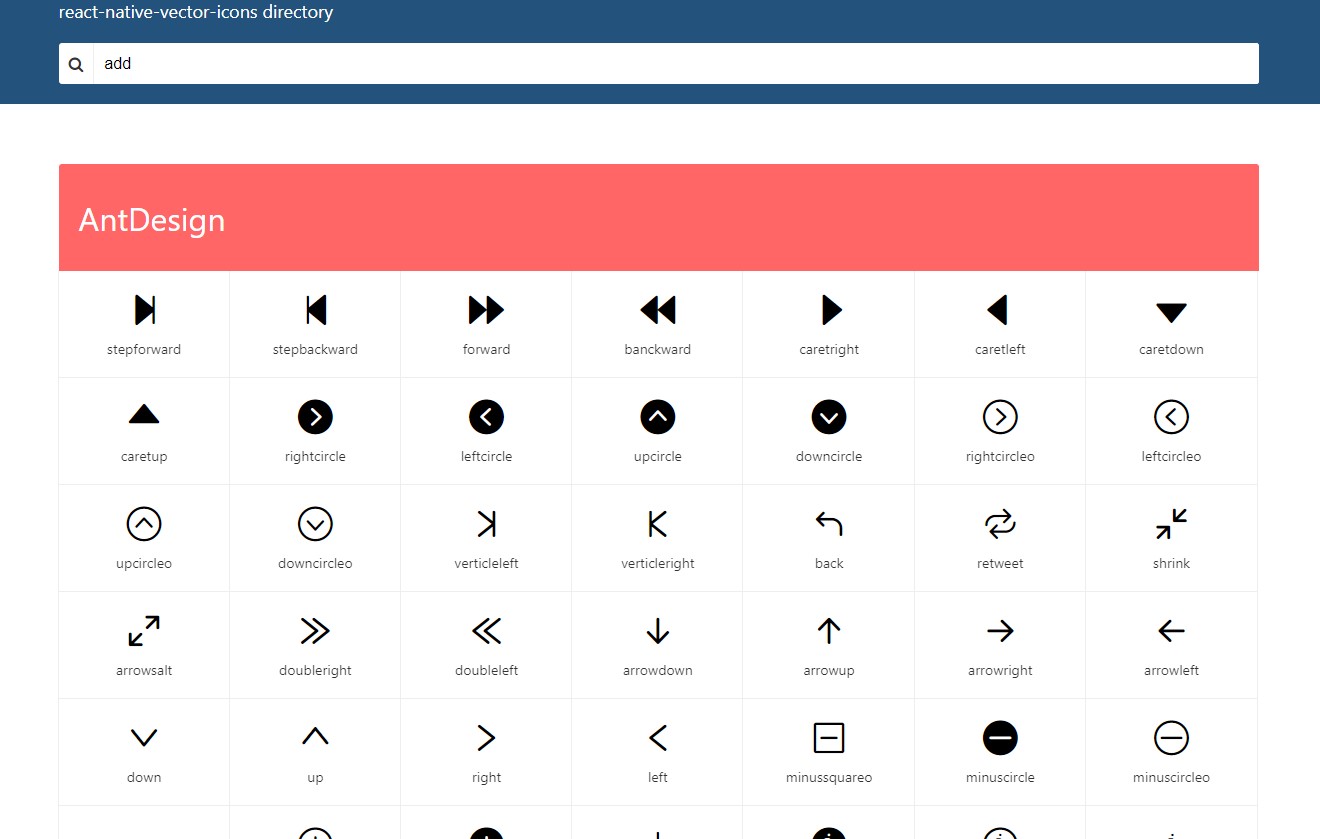 react-native-vector-icons directory
add
AntDesign
stepforward stepbackward forward banckward caretright caretleft caretdown
caretup rightcircle leftcircle upcircle downcircle rightcircleo leftcircleo
upcircleo downcircleo verticleleft verticleright back retweet shrink
arrowsalt doubleright doubleleft arrowdown arrowup arrowright arrowleft
down up right left minussquareo minuscircle minuscircleo